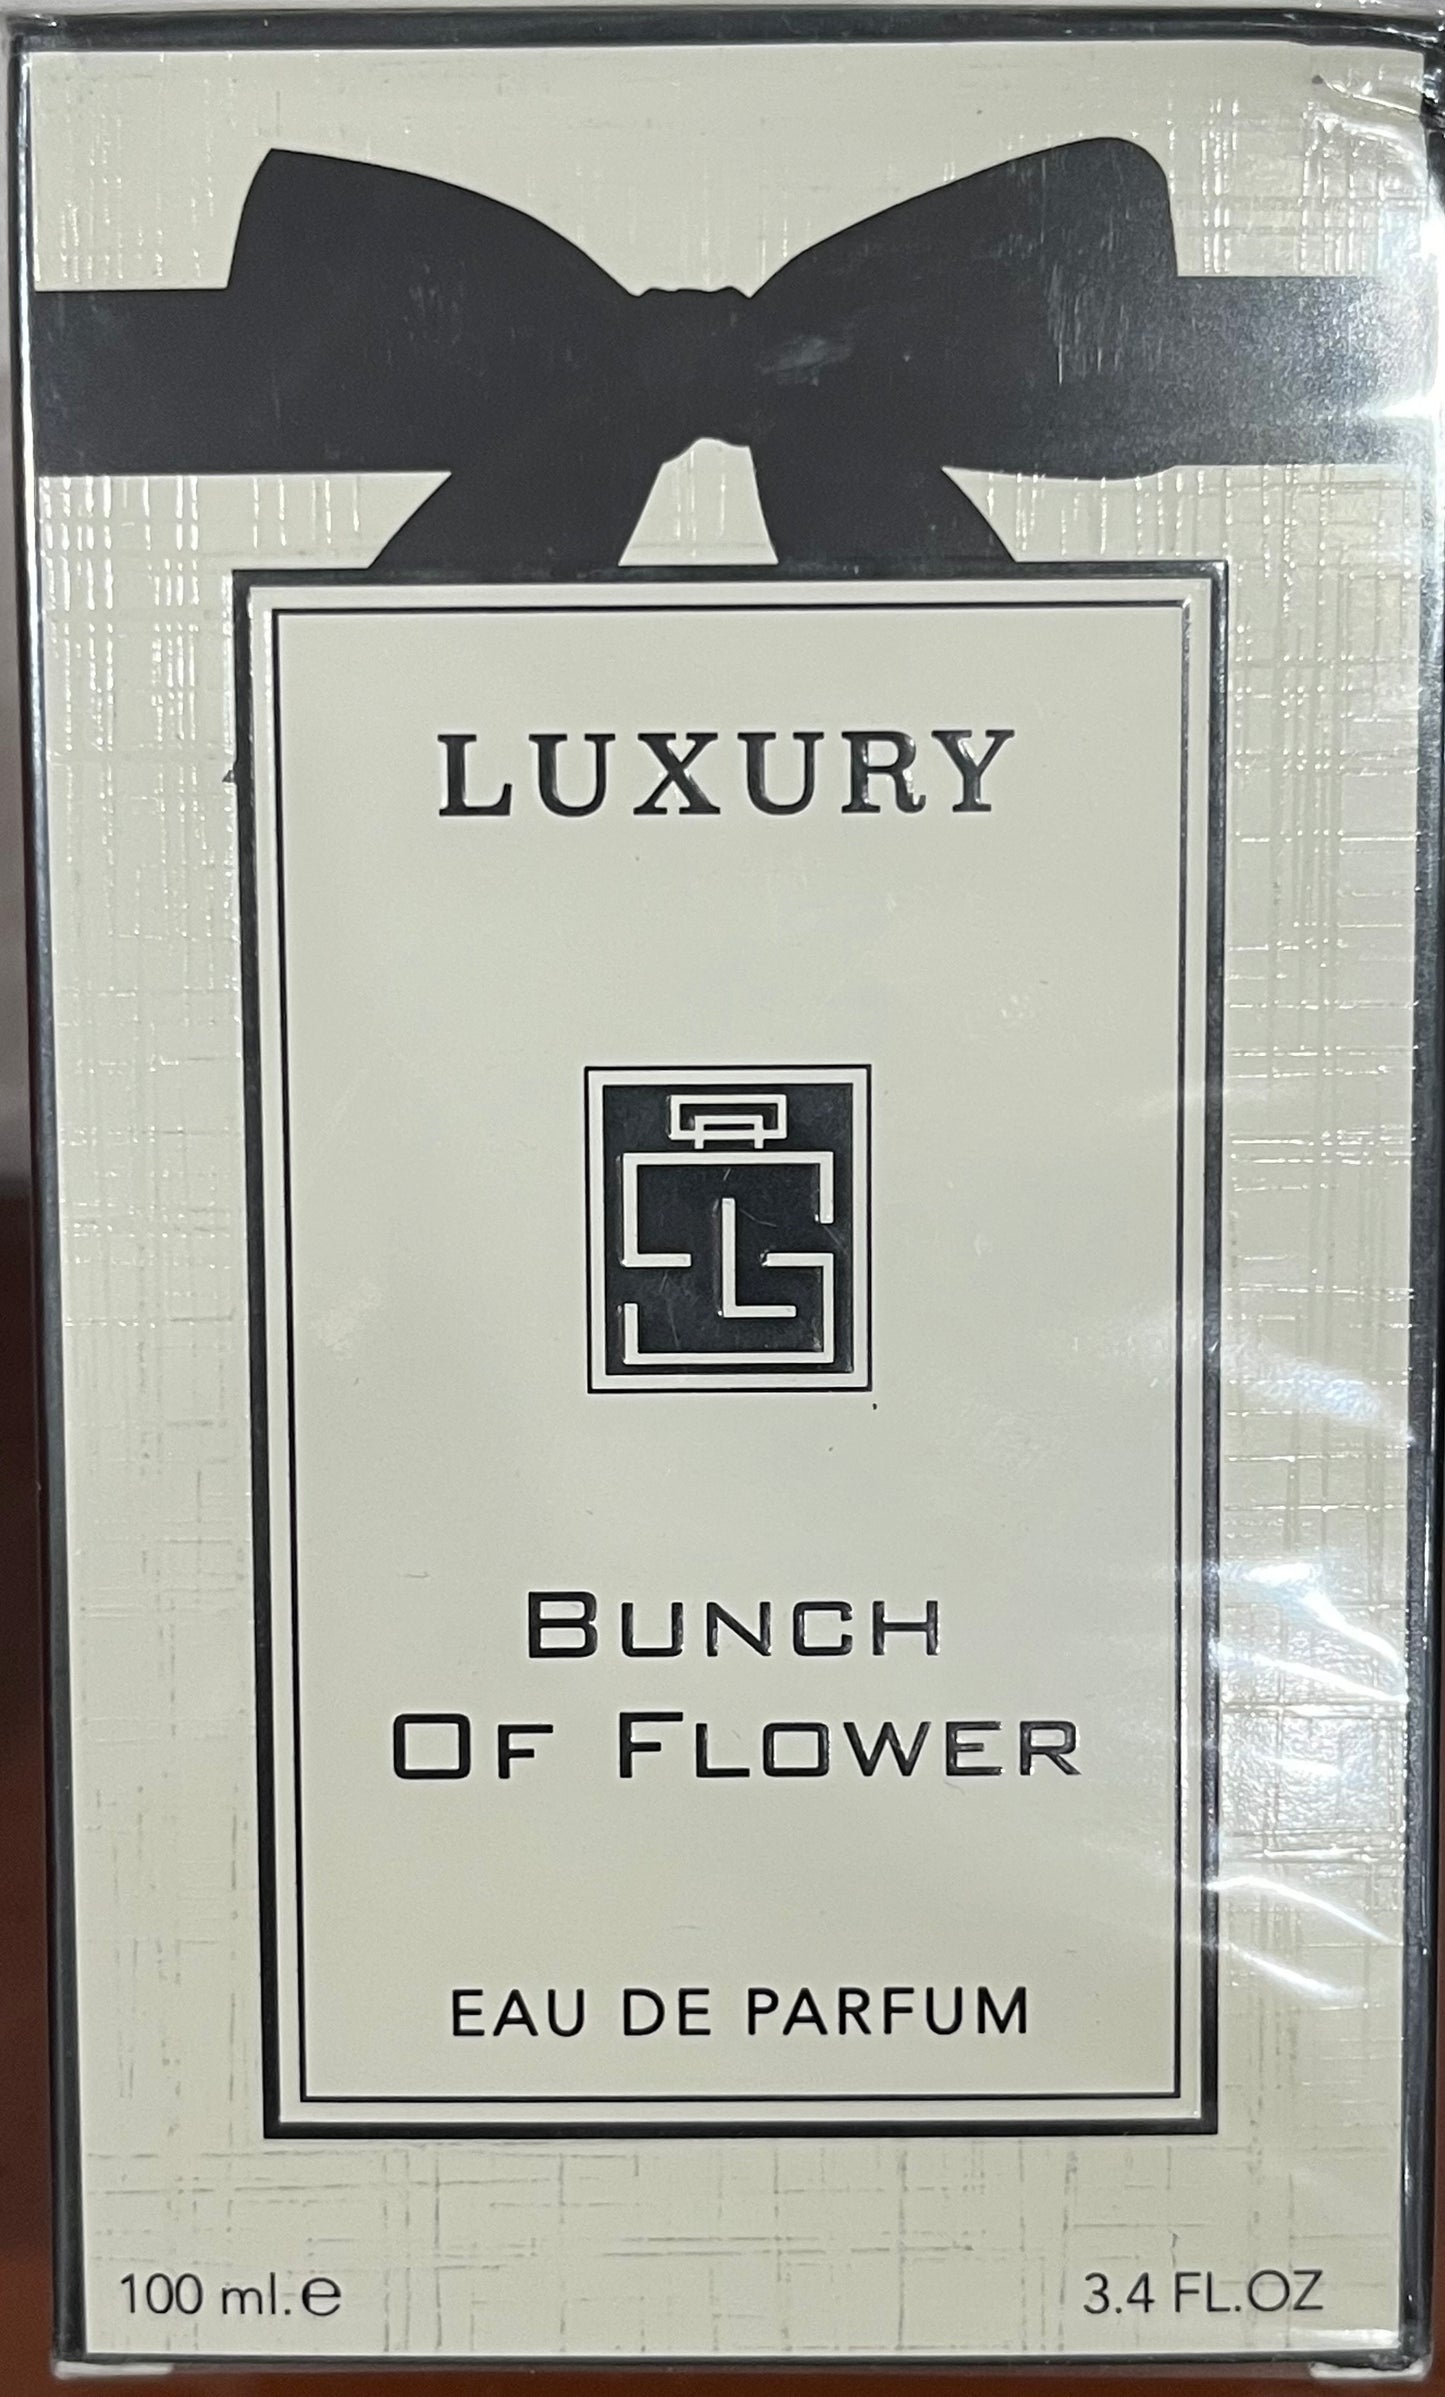 LUXURY
BUNCH
OF FLOWER
EAU DE PARFUM
100 ml.e
3.4 FL.OZ